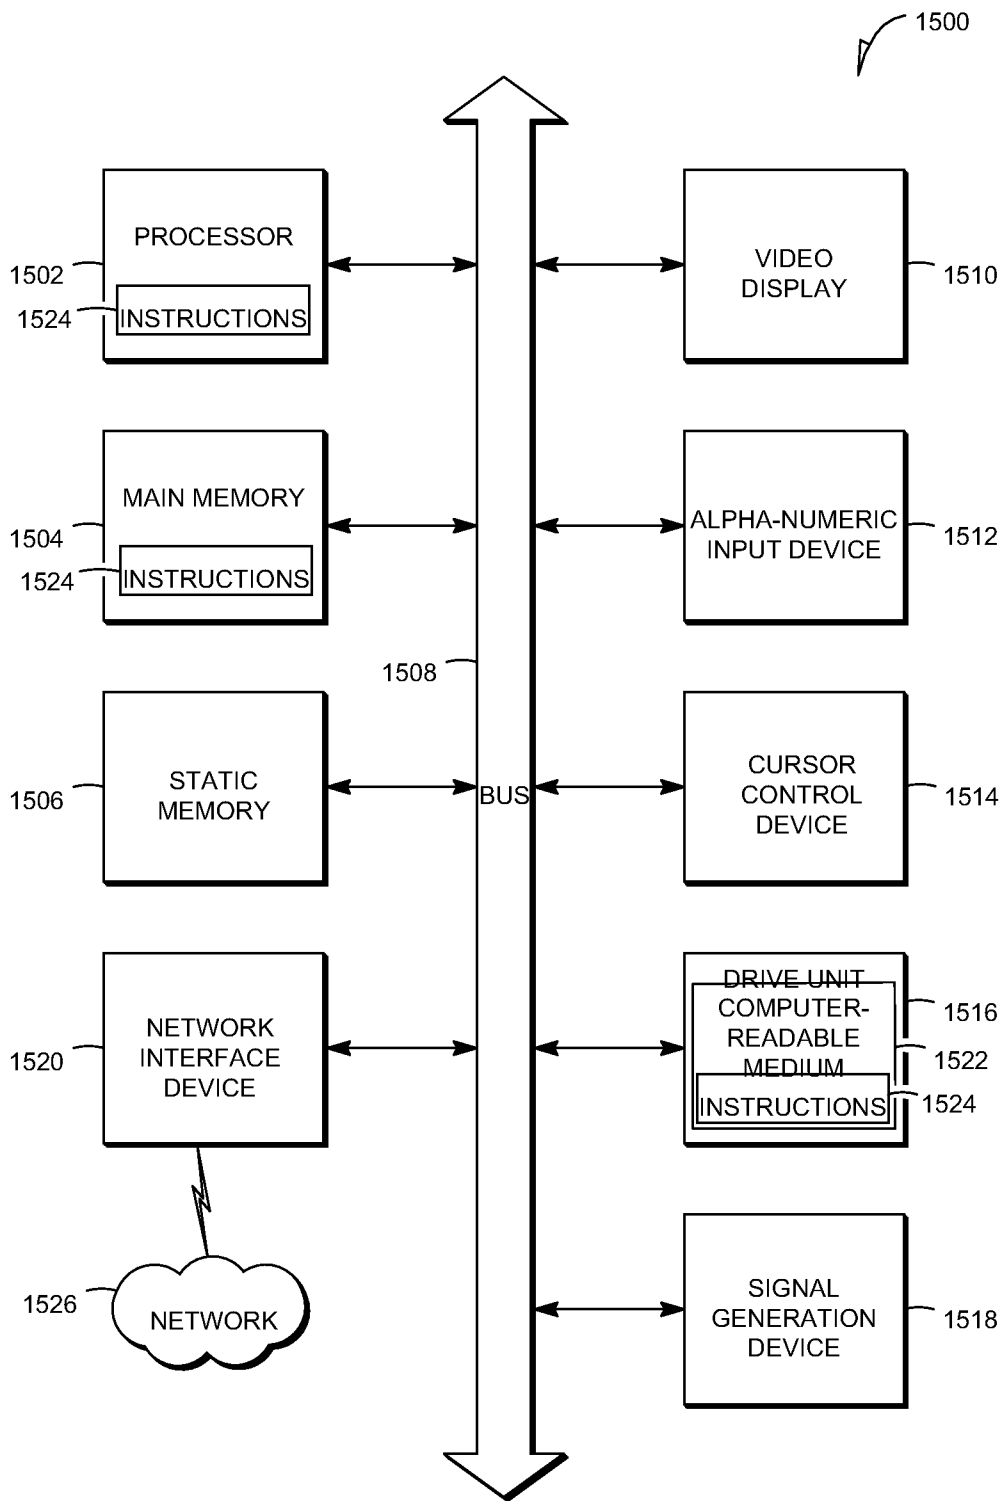 1500
PROCESSOR
1502
1524
INSTRUCTIONS
VIDEO
DISPLAY
1510
MAIN MEMORY
1504
1524
INSTRUCTIONS
ALPHA-NUMERIC
INPUT DEVICE
1512
1508
STATIC
MEMORY
1506
BUS
CURSOR
CONTROL
DEVICE
1514
NETWORK
INTERFACE
DEVICE
1520
DRIVE UNIT
COMPUTER-
READABLE
MEDIUM
INSTRUCTIONS
1516
1522
1524
1526
NETWORK
SIGNAL
GENERATION
DEVICE
1518